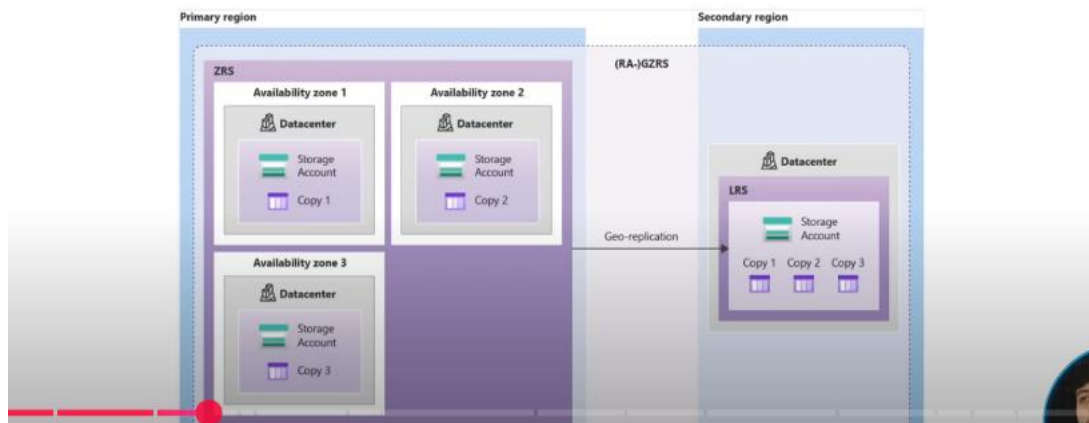 Primary region
Secondary region
(RA-)GZRS
ZRS
Availability zone 1
Datacenter
Storage
Account
Copy 1
Availability zone 2
Datacenter
Storage
Account
Copy 2
Availability zone 3
Datacenter
Storage
Account
Copy 3
Geo-replication
Datacenter
LRS
Storage
Account
Copy 1 Copy 2 Copy 3